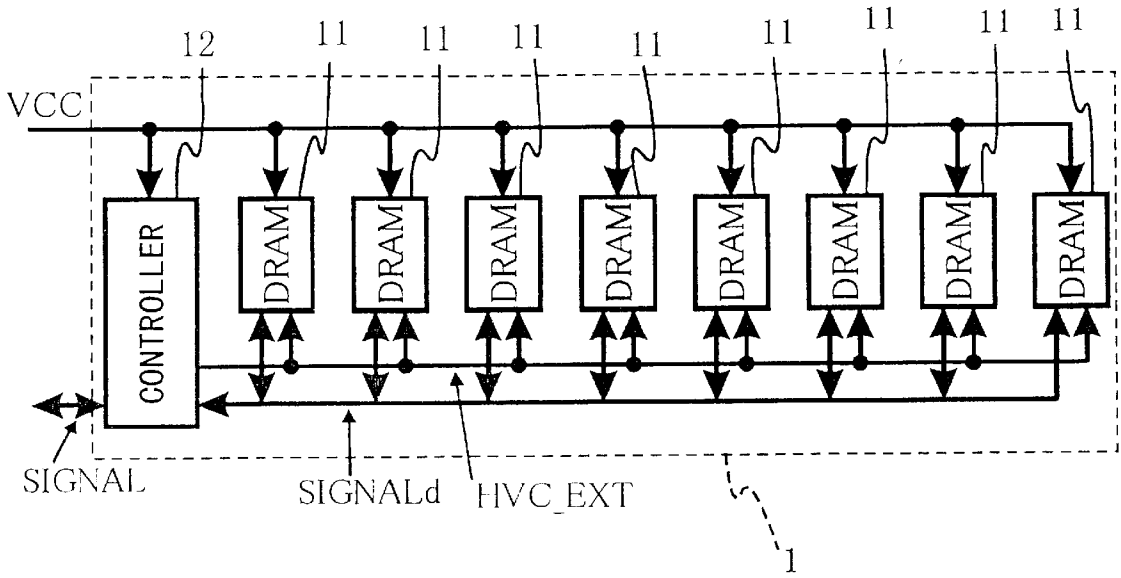 12 11 11 11 11 11 11 11 11
VCC
CONTROLLER DRAM DRAM DRAM DRAM DRAM DRAM DRAM DRAM
SIGNAL SIGNALd HVC_EXT
1